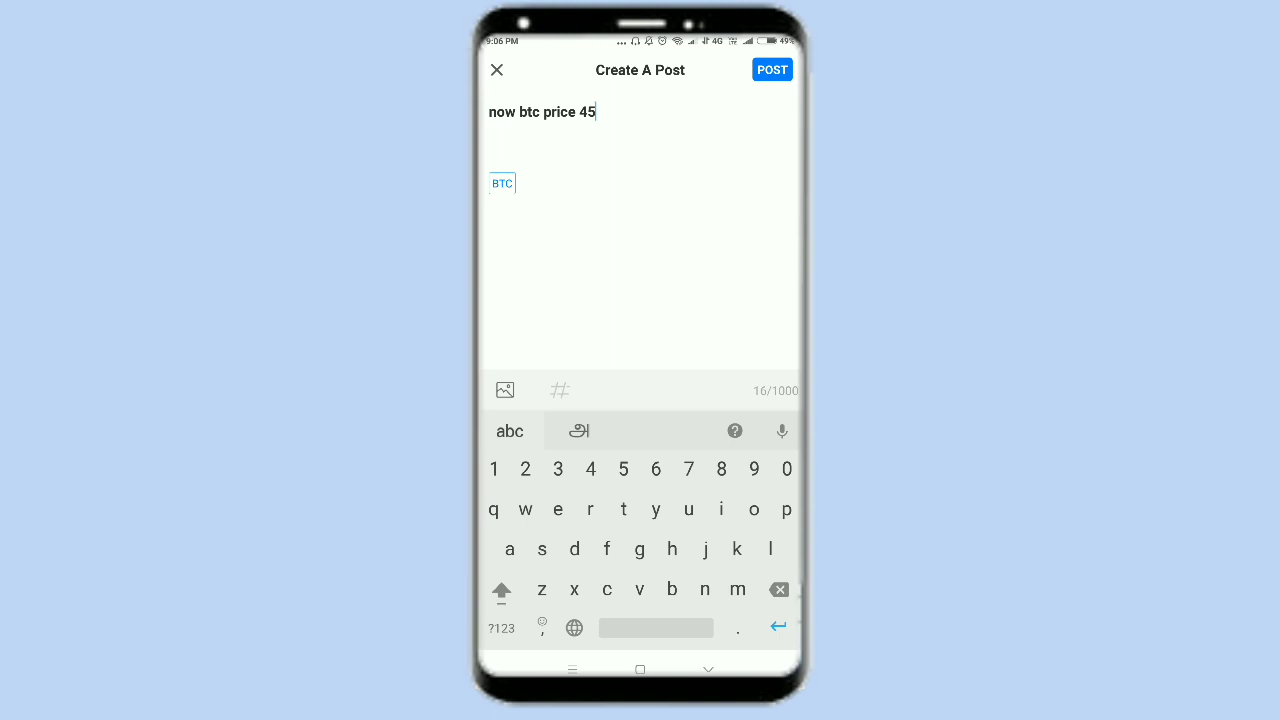 9:06 PM 4G 49%
Create A Post POST
now btc price 45
BTC
16/1000
abc அ
1 2 3 4 5 6 7 8 9 0
q w e r t y u i o p
a s d f g h j k l
z x c v b n m
?123 , .